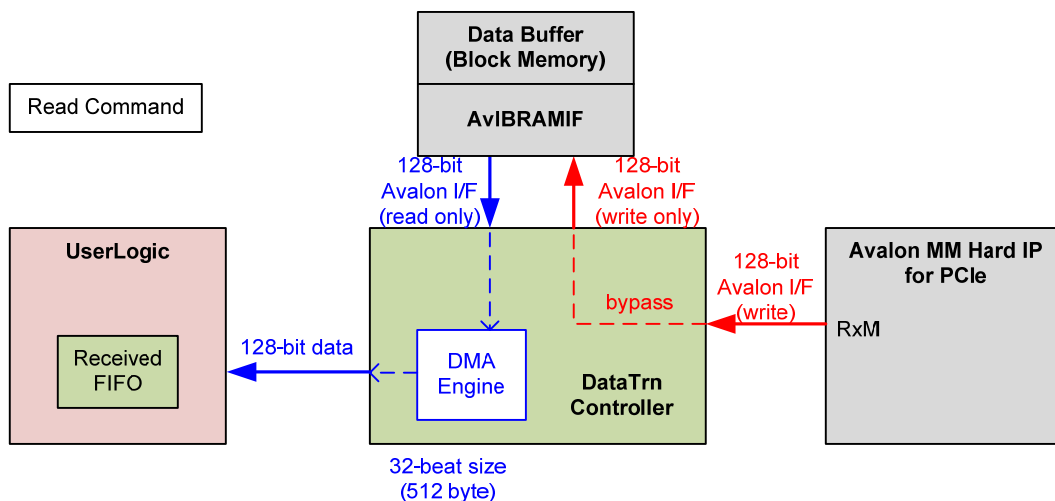 Data Buffer
(Block Memory)
Read Command
AvlBRAMIF
128-bit
Avalon I/F
(read only)
128-bit
Avalon I/F
(write only)
UserLogic
128-bit
Avalon I/F
(write)
Avalon MM Hard IP
for PCIe
bypass
RxM
128-bit data
Received
FIFO
DMA
Engine
DataTrn
Controller
32-beat size
(512 byte)